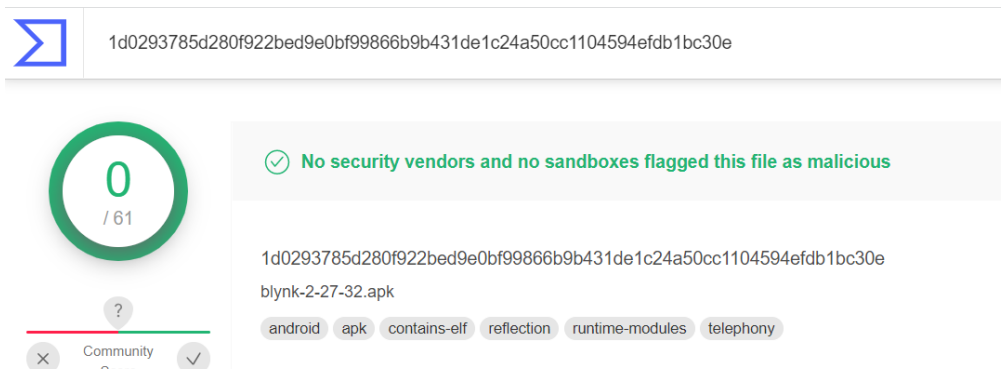 1d0293785d280f922bed9e0bf99866b9b431de1c24a50cc1104594efdb1bc30e
0
/ 61
No security vendors and no sandboxes flagged this file as malicious
1d0293785d280f922bed9e0bf99866b9b431de1c24a50cc1104594efdb1bc30e
blynk-2-27-32.apk
android apk contains-elf reflection runtime-modules telephony
?
Community